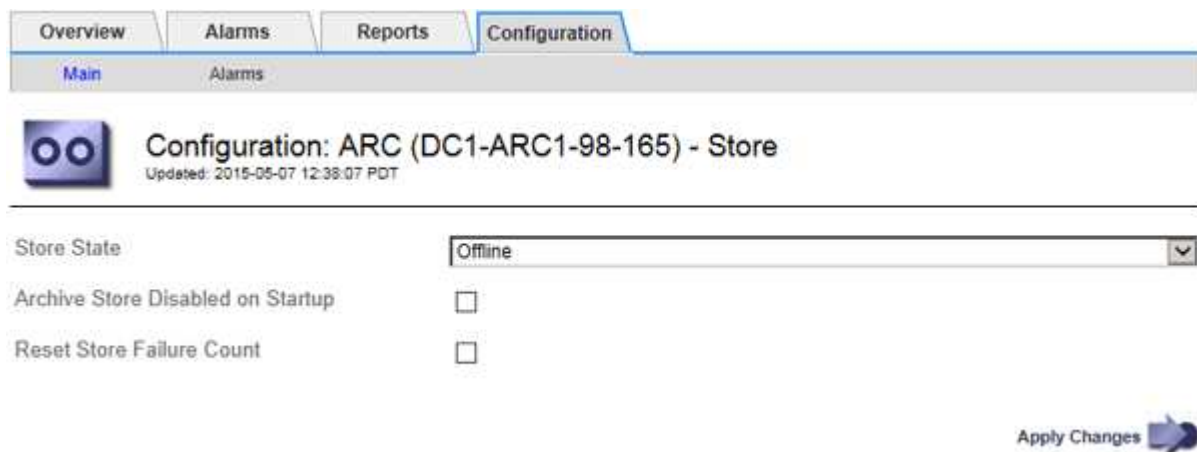 Overview Alarms Reports Configuration
Main Alarms
Configuration: ARC (DC1-ARC1-98-165) - Store
Updated: 2015-05-07 12:38:07 PDT
Store State Offline
Archive Store Disabled on Startup
Reset Store Failure Count
Apply Changes